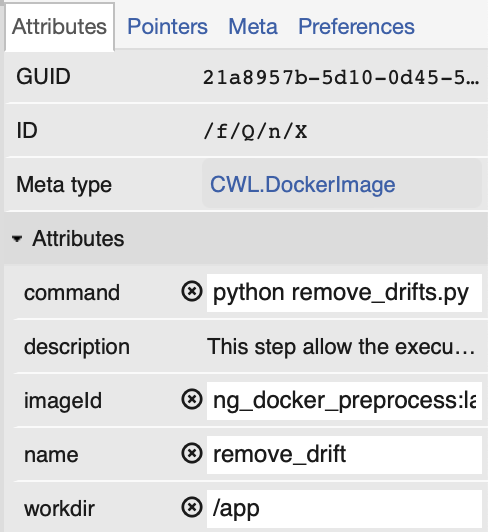 Attributes Pointers Meta Preferences
GUID 21a8957b-5d10-0d45-5…
ID /f/Q/n/X
Meta type CWL.DockerImage
Attributes
command python remove_drifts.py
description This step allow the execu…
imageId ng_docker_preprocess:la
name remove_drift
workdir /app